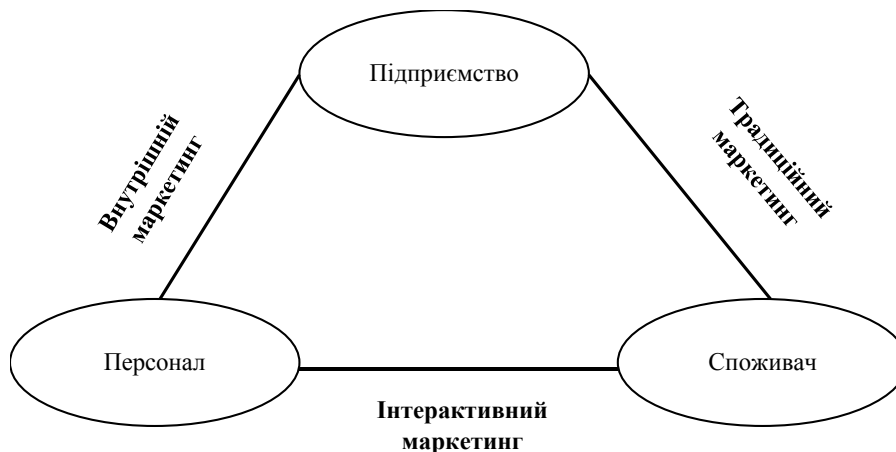 Підприємство
Внутрішній
маркетинг
Традиційний
маркетинг
Персонал
Споживач
Інтерактивний
маркетинг